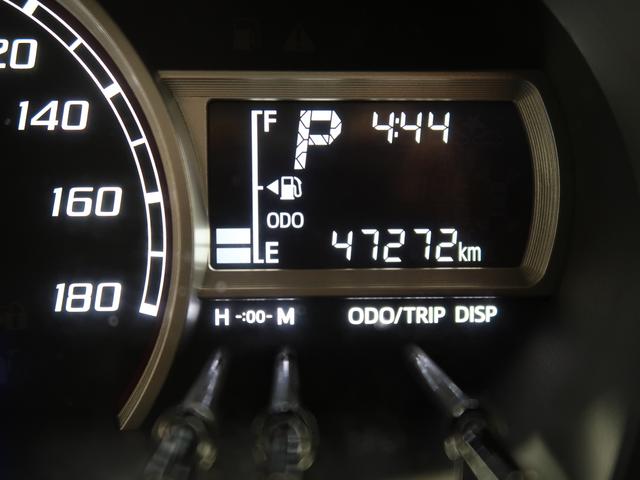 20
140
160
180
F
P
4:44
ODO
E
47272km
H -:00- M
ODO/TRIP DISP